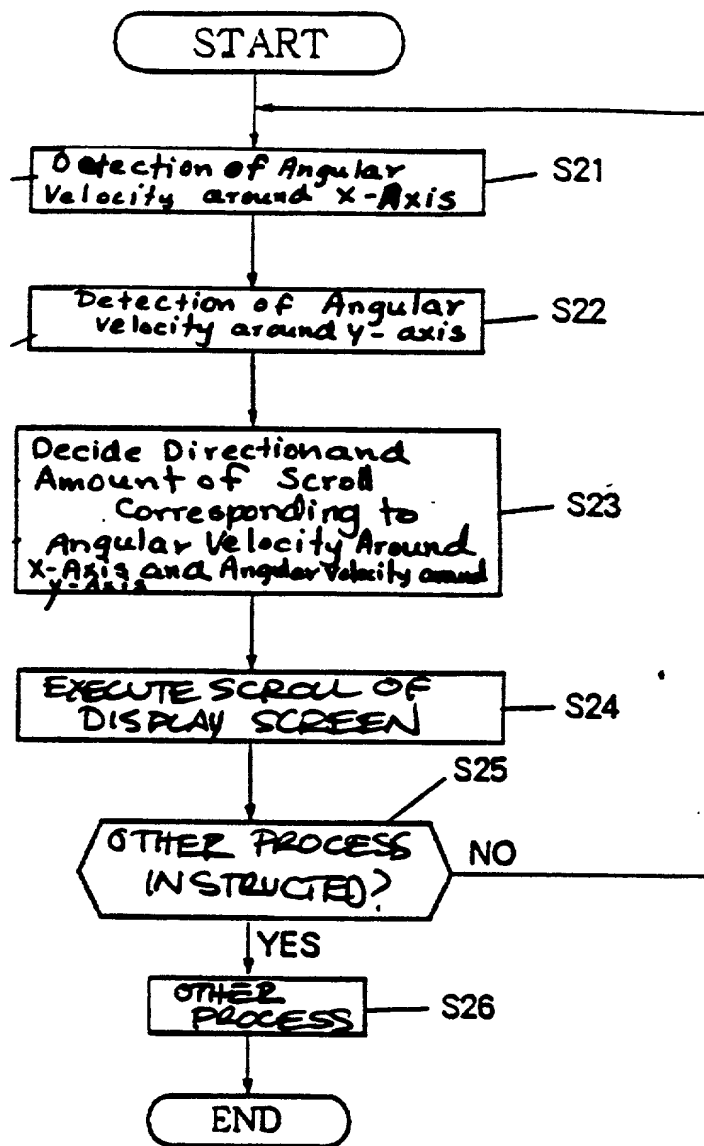 START
Detection of Angular
Velocity around X-Axis
S21
Detection of Angular
velocity around y-axis
S22
Decide Direction and
Amount of Scroll
Corresponding to
Angular Velocity Around
X-Axis and Angular Velocity around
y-Axis
S23
EXECUTE SCROLL OF
DISPLAY SCREEN
S24
S25
OTHER PROCESS
INSTRUCTED?
NO
YES
OTHER
PROCESS
S26
END